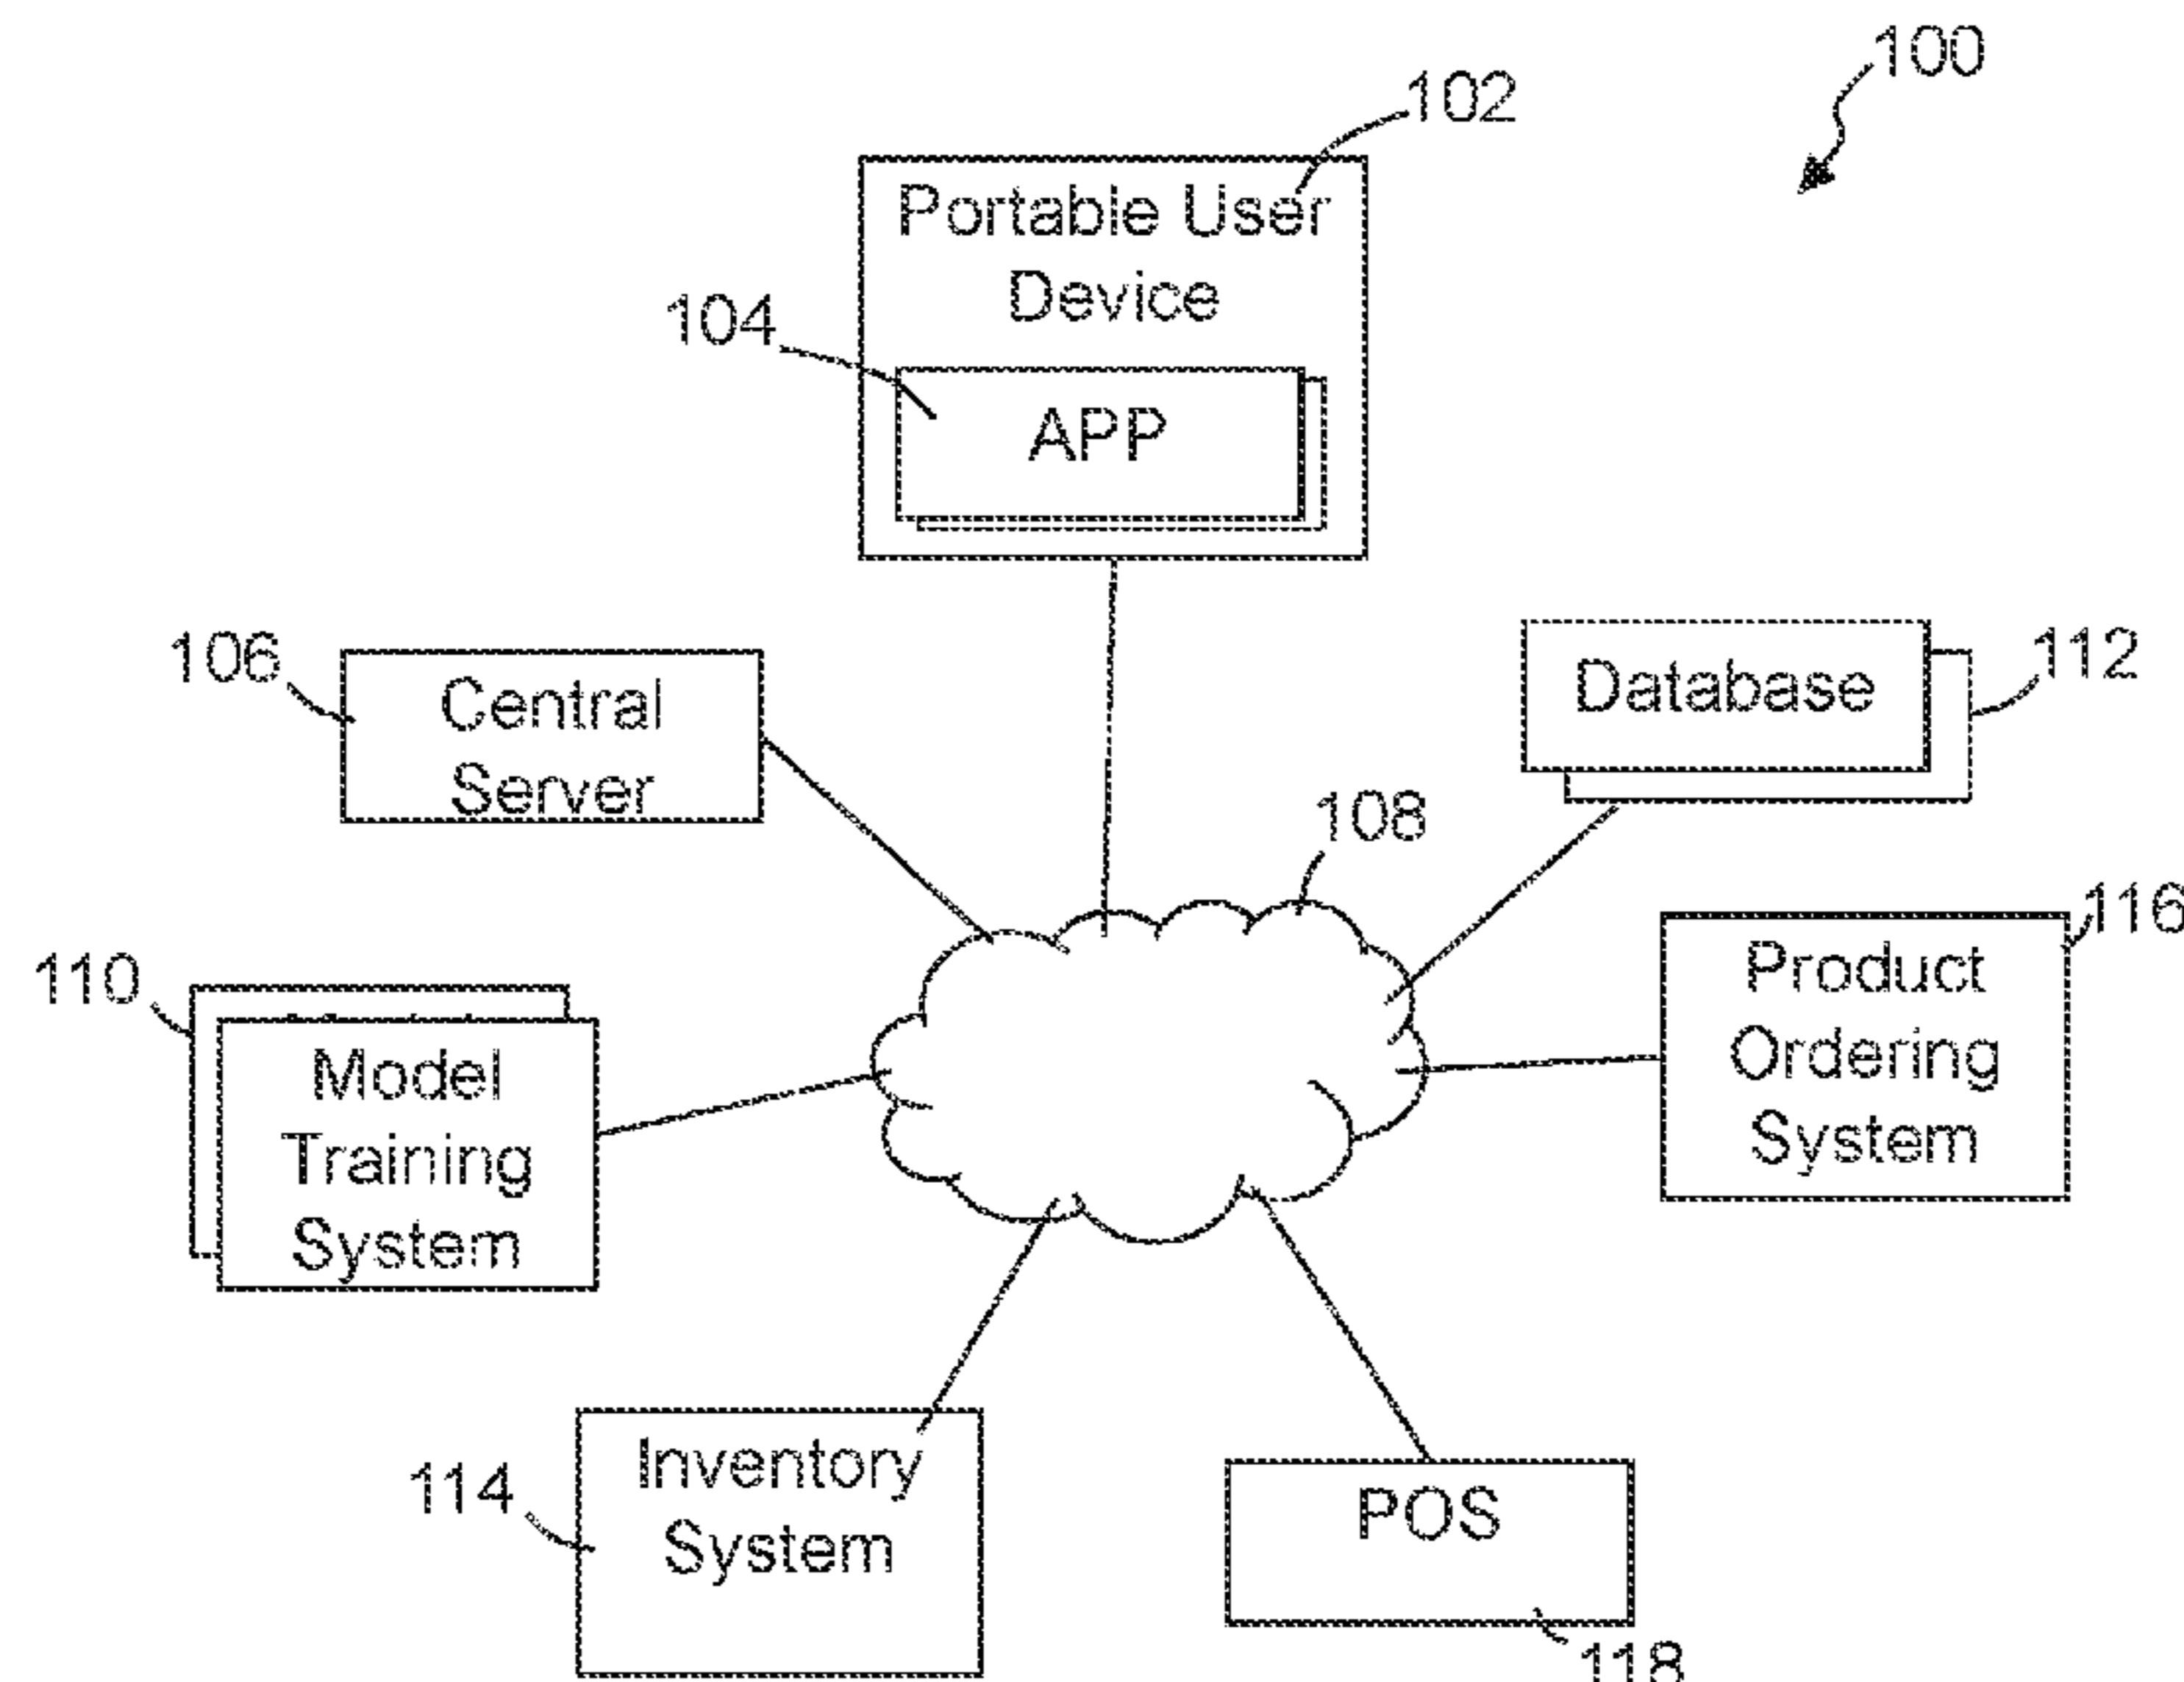 100
102
Portable User
Device
104
APP
106
Central
Server
Database
112
108
116
Product
Ordering
System
110
Model
Training
System
114
Inventory
System
POS
118